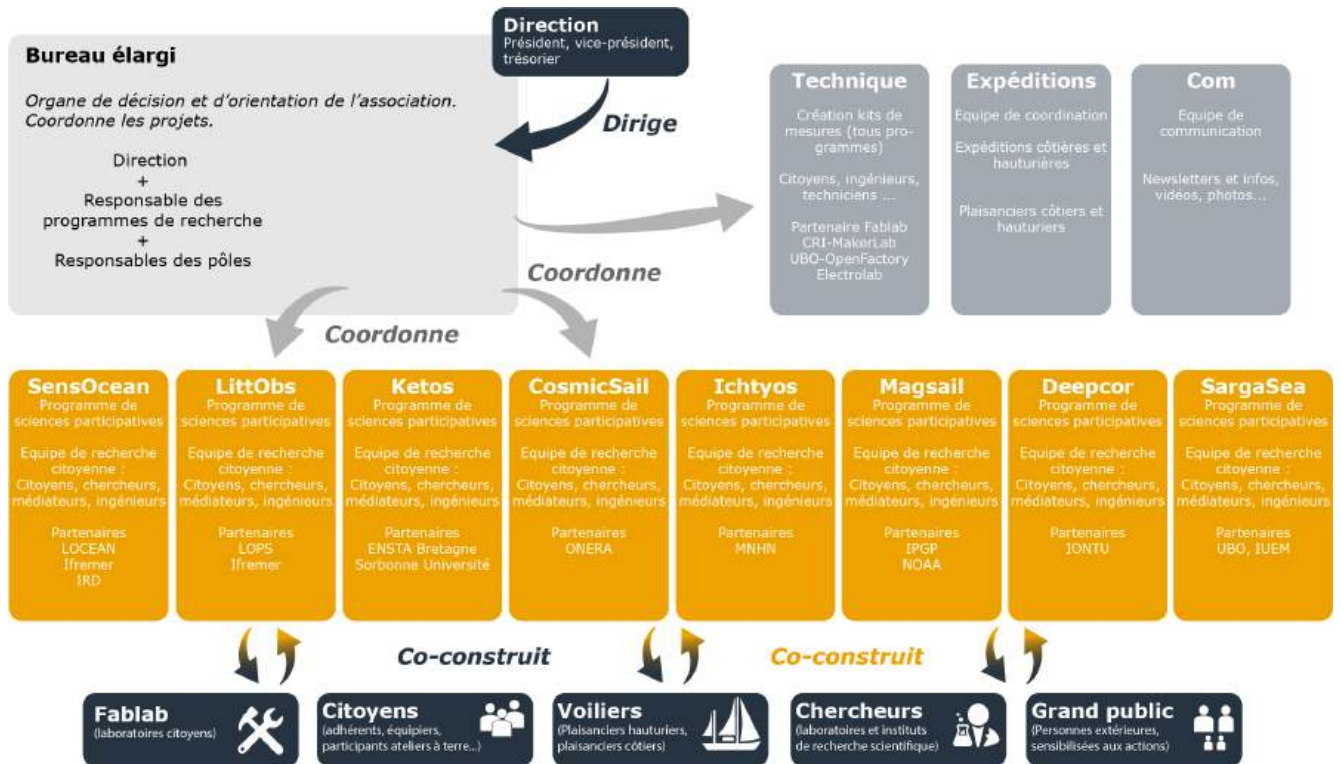 Direction
Président, vice-président,
trésorier
Bureau élargi
Organe de décision et d'orientation de l'association.
Coordonne les projets.
Direction
+
Responsable des
programmes de recherche
+
Responsables des pôles
Dirige
Coordonne
Coordonne
Technique
Création kits de
mesures (tous pro-
grammes)
Citoyens, ingénieurs,
techniciens ...
Partenaire Fablab
CRI-MakerLab
UBO-OpenFactory
Electrolab
Expéditions
Equipe de coordination
Expéditions côtières et
hauturières
Plaisanciers côtiers et
hauturiers
Com
Equipe de
communication
Newsletters et infos,
vidéos, photos...
SensOcean
Programme de
sciences participatives
Equipe de recherche
citoyenne :
Citoyens, chercheurs,
médiateurs, ingénieurs
Partenaires
LOCEAN
Ifremer
IRD
LittObs
Programme de
sciences participatives
Equipe de recherche
citoyenne :
Citoyens, chercheurs,
médiateurs, ingénieurs
Partenaires
LOPS
Ifremer
Ketos
Programme de
sciences participatives
Equipe de recherche
citoyenne :
Citoyens, chercheurs,
médiateurs, ingénieurs
Partenaires
ENSTA Bretagne
Sorbonne Université
CosmicSail
Programme de
sciences participatives
Equipe de recherche
citoyenne :
Citoyens, chercheurs,
médiateurs, ingénieurs
Partenaires
ONERA
Ichtyos
Programme de
sciences participatives
Equipe de recherche
citoyenne :
Citoyens, chercheurs,
médiateurs, ingénieurs
Partenaires
MNHN
Magsail
Programme de
sciences participatives
Equipe de recherche
citoyenne :
Citoyens, chercheurs,
médiateurs, ingénieurs
Partenaires
IPGP
NOAA
Deepcor
Programme de
sciences participatives
Equipe de recherche
citoyenne :
Citoyens, chercheurs,
médiateurs, ingénieurs
Partenaires
IONTU
SargaSea
Programme de
sciences participatives
Equipe de recherche
citoyenne :
Citoyens, chercheurs,
médiateurs, ingénieurs
Partenaires
UBO, IUEM
Co-construit
Co-construit
Fablab
(laboratoires citoyens)
Citoyens
(adhérents, équipiers,
participants ateliers à terre...)
Voiliers
(Plaisanciers hauturiers,
plaisanciers côtiers)
Chercheurs
(laboratoires et instituts
de recherche scientifique)
Grand public
(Personnes extérieures,
sensibilisées aux actions)